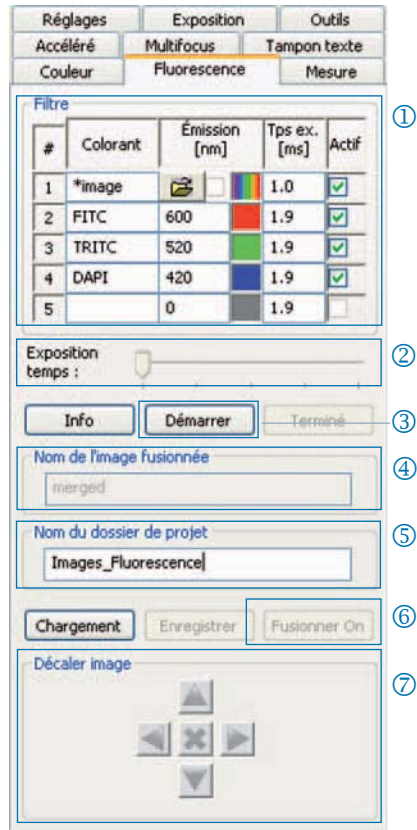 Réglages Exposition Outils
Accéléré Multifocus Tampon texte
Couleur Fluorescence Mesure
Filtre
①
# Colorant Émission [nm] Tps ex. [ms] Actif
1 *image 1.0
2 FITC 600 1.9
3 TRITC 520 1.9
4 DAPI 420 1.9
5 0 1.9
Exposition
temps :
②
Info Démarrer Terminé
③
Nom de l'image fusionnée
④
merged
Nom du dossier de projet
⑤
Images_Fluorescence
⑥
Chargement Enregistrer Fusionner On
Décaler image
⑦